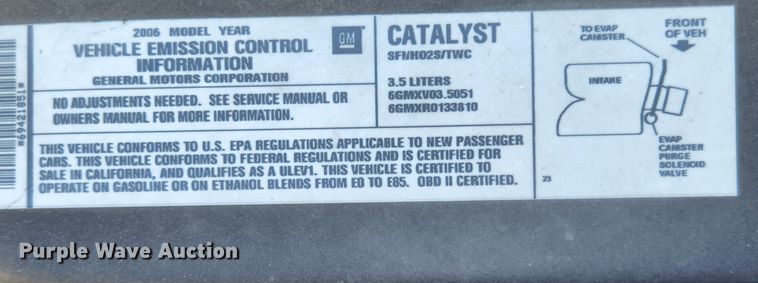 2006 MODEL YEAR
VEHICLE EMISSION CONTROL
INFORMATION
GENERAL MOTORS CORPORATION
GM
NO ADJUSTMENTS NEEDED. SEE SERVICE MANUAL OR
OWNERS MANUAL FOR MORE INFORMATION.
CATALYST
SFI/HO2S/TWC
3.5 LITERS
6GMXV03.5051
6GMXR0133810
THIS VEHICLE CONFORMS TO U.S. EPA REGULATIONS APPLICABLE TO NEW PASSENGER
CARS. THIS VEHICLE CONFORMS TO FEDERAL REGULATIONS AND IS CERTIFIED FOR
SALE IN CALIFORNIA, AND QUALIFIES AS A ULEV1. THIS VEHICLE IS CERTIFIED TO
OPERATE ON GASOLINE OR ON ETHANOL BLENDS FROM E0 TO E85. OBD II CERTIFIED.
TO EVAP
CANISTER
FRONT
OF VEH
INTAKE
EVAP
CANISTER
PURGE
SOLENOID
VALVE
23
*69421851*
Purple Wave Auction